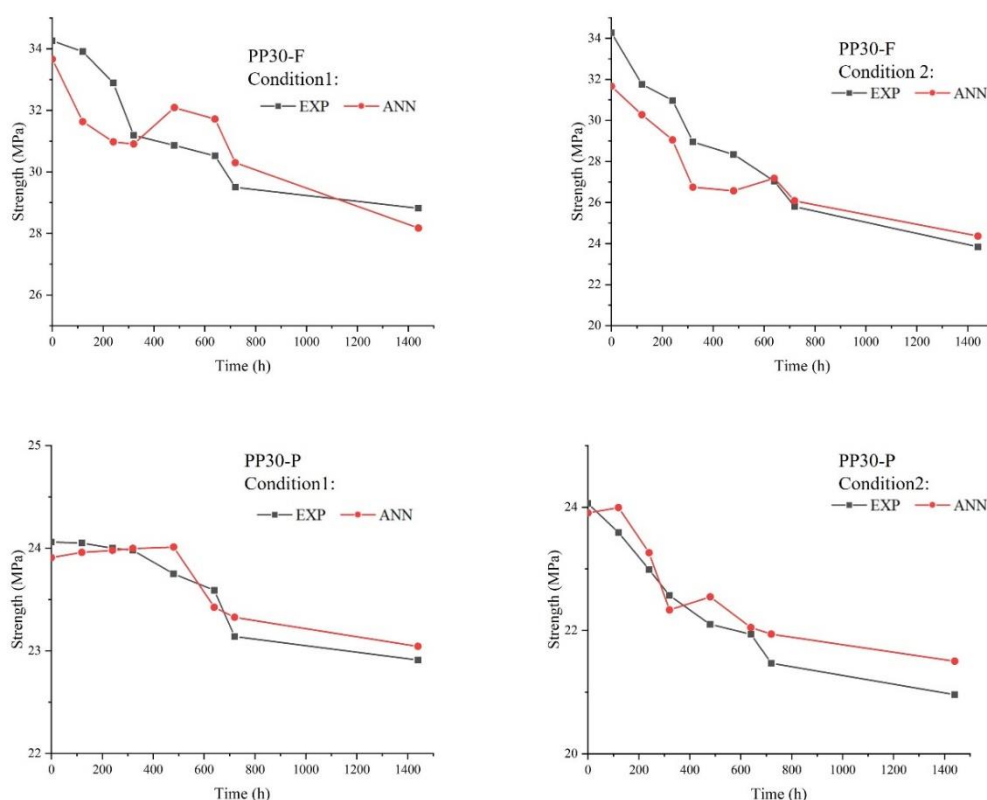 PP30-F
Condition1:
EXP ANN
Strength (MPa)
34
32
30
28
26
0 200 400 600 800 1000 1200 1400
Time (h)
PP30-F
Condition 2:
EXP ANN
Strength (MPa)
34
32
30
28
26
24
22
20
0 200 400 600 800 1000 1200 1400
Time (h)
PP30-P
Condition1:
EXP ANN
Strength (MPa)
25
24
23
22
0 200 400 600 800 1000 1200 1400
Time (h)
PP30-P
Condition2:
EXP ANN
Strength (MPa)
24
22
20
0 200 400 600 800 1000 1200 1400
Time (h)